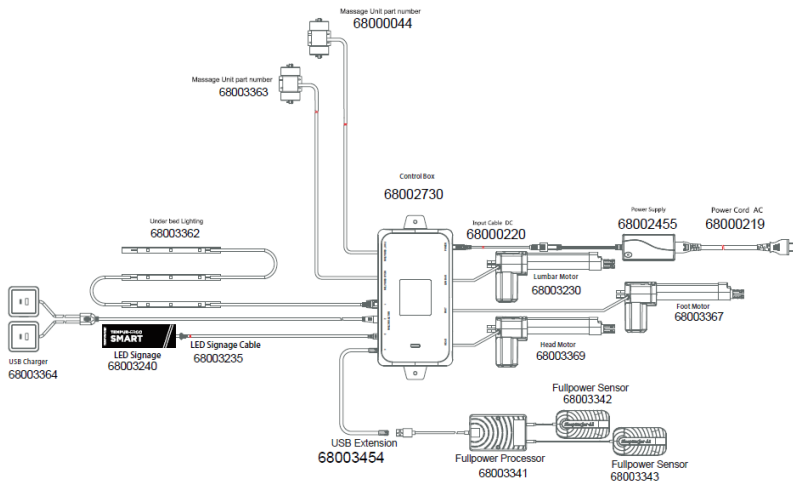 Massage Unit part number
68000044
Massage Unit part number
68003363
Control Box
68002730
Under bed Lighting
68003362
Input Cable DC
68000220
Power Supply
68002455
Power Cord AC
68000219
Lumbar Motor
68003230
Foot Motor
68003367
Head Motor
68003369
USB Charger
68003364
SMART
LED Signage
68003240
LED Signage Cable
68003235
USB Extension
68003454
Fullpower Processor
68003341
Fullpower Sensor
68003342
Fullpower Sensor
68003343